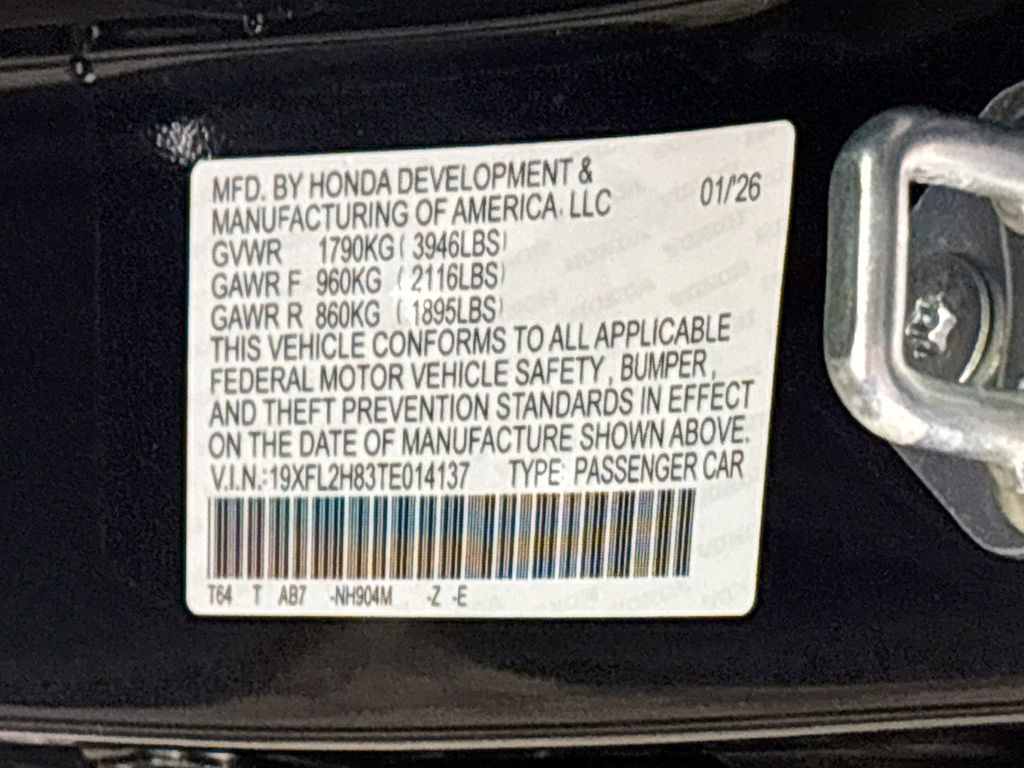 MFD. BY HONDA DEVELOPMENT &
MANUFACTURING OF AMERICA, LLC 01/'26
GVWR 1790KG ( 3946LBS)
GAWR F 960KG ( 2116LBS)
GAWR R 860KG ( 1895LBS)
THIS VEHICLE CONFORMS TO ALL APPLICABLE
FEDERAL MOTOR VEHICLE SAFETY, BUMPER,
AND THEFT PREVENTION STANDARDS IN EFFECT
ON THE DATE OF MANUFACTURE SHOWN ABOVE.
V.I.N.:19XFL2H83TE014137 TYPE: PASSENGER CAR
T64 T AB7 -NH904M -Z -E